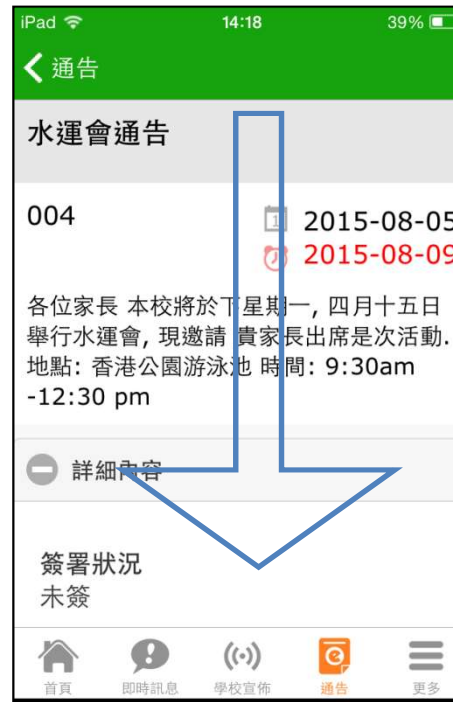 iPad 14:18 39%
通告
水運會通告
004 2015-08-05
2015-08-09
各位家長 本校將於下星期一, 四月十五日
舉行水運會, 現邀請 貴家長出席是次活動.
地點: 香港公園游泳池 時間: 9:30am
-12:30 pm
詳細內容
簽署狀況
未簽
首頁 即時訊息 學校宣佈 通告 更多